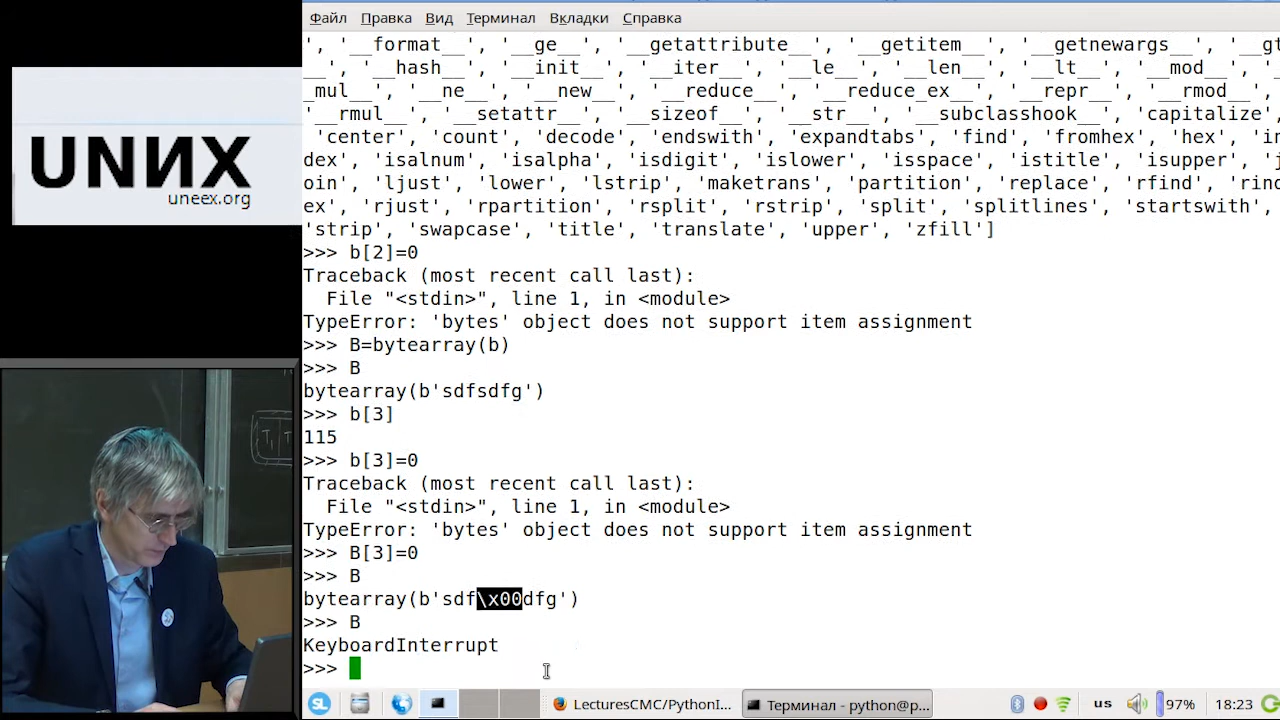 Файл Правка Вид Терминал Вкладки Справка
', '__format__', '__ge__', '__getattribute__', '__getitem__', '__getnewargs__', '__gt
__', '__hash__', '__init__', '__iter__', '__le__', '__len__', '__lt__', '__mod__',
_mul__', '__ne__', '__new__', '__reduce__', '__reduce_ex__', '__repr__', '__rmod__',
'__rmul__', '__setattr__', '__sizeof__', '__str__', '__subclasshook__', 'capitalize'
'center', 'count', 'decode', 'endswith', 'expandtabs', 'find', 'fromhex', 'hex', 'in
dex', 'isalnum', 'isalpha', 'isdigit', 'islower', 'isspace', 'istitle', 'isupper', 'j
oin', 'ljust', 'lower', 'lstrip', 'maketrans', 'partition', 'replace', 'rfind', 'rind
ex', 'rjust', 'rpartition', 'rsplit', 'rstrip', 'split', 'splitlines', 'startswith',
'strip', 'swapcase', 'title', 'translate', 'upper', 'zfill']
>>> b[2]=0
Traceback (most recent call last):
File "<stdin>", line 1, in <module>
TypeError: 'bytes' object does not support item assignment
>>> B=bytearray(b)
>>> B
bytearray(b'sdfsdfg')
>>> b[3]
115
>>> b[3]=0
Traceback (most recent call last):
File "<stdin>", line 1, in <module>
TypeError: 'bytes' object does not support item assignment
>>> B[3]=0
>>> B
bytearray(b'sdf\x00dfg')
>>> B
KeyboardInterrupt
>>>
UNИX
uneex.org
T₁
SL LecturesCMC/PythonI... Терминал - python@p... us 97% 18:23